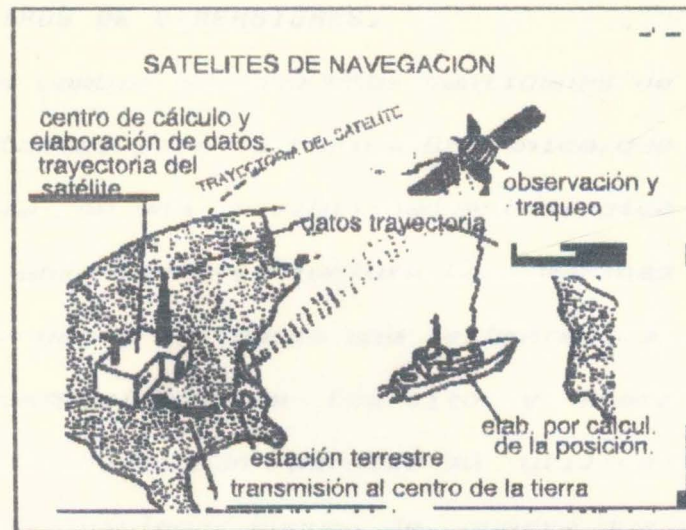 SATELITES DE NAVEGACION
centro de cálculo y
elaboración de datos.
trayectoria del
satélite
TRAYECTORIA DEL SATELITE
observación y
traqueo
datos trayectoria
elab. por cálcul.
de la posición.
estación terrestre
transmisión al centro de la tierra